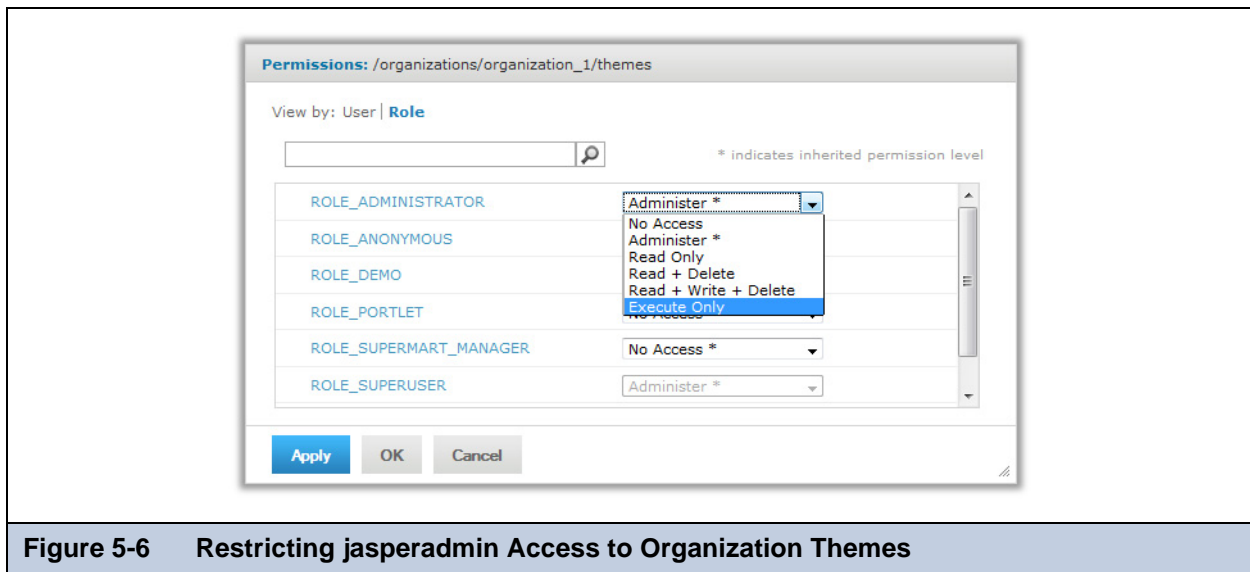 Permissions: /organizations/organization_1/themes
View by: User | Role
* indicates inherited permission level
ROLE_ADMINISTRATOR Administer *
No Access
ROLE_ANONYMOUS Administer *
Read Only
ROLE_DEMO Read + Delete
Read + Write + Delete
ROLE_PORTLET Execute Only
No Access
ROLE_SUPERMART_MANAGER No Access *
ROLE_SUPERUSER Administer *
Apply OK Cancel
Figure 5-6 Restricting jasperadmin Access to Organization Themes